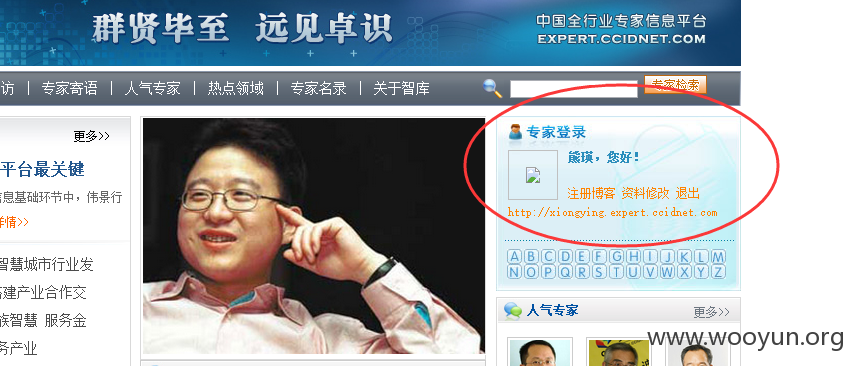 群贤毕至 远见卓识
中国全行业专家信息平台
EXPERT.CCIDNET.COM
访 | 专家寄语 | 人气专家 | 热点领域 | 专家名录 | 关于智库
专家检索
更多>>
平台最关键
信息基础环节中，伟景行
详情>>
智慧城市行业发
搭建产业合作交
族智慧 服务金
务产业
专家登录
熊瑛，您好！
注册博客 资料修改 退出
http://xiongying.expert.ccidnet.com
A B C D E F G H I J K L M
N O P Q R S T U V W X Y Z
人气专家
更多>>
www.wooyun.org